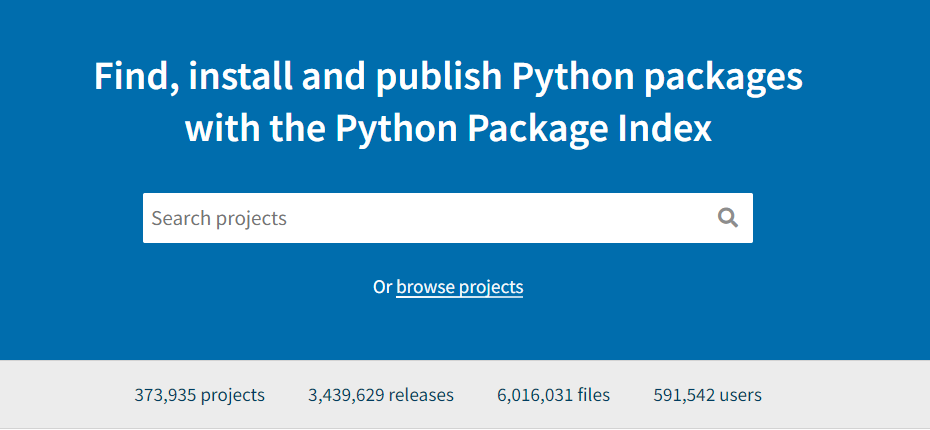 Find, install and publish Python packages
with the Python Package Index
Search projects
Or browse projects
373,935 projects 3,439,629 releases 6,016,031 files 591,542 users